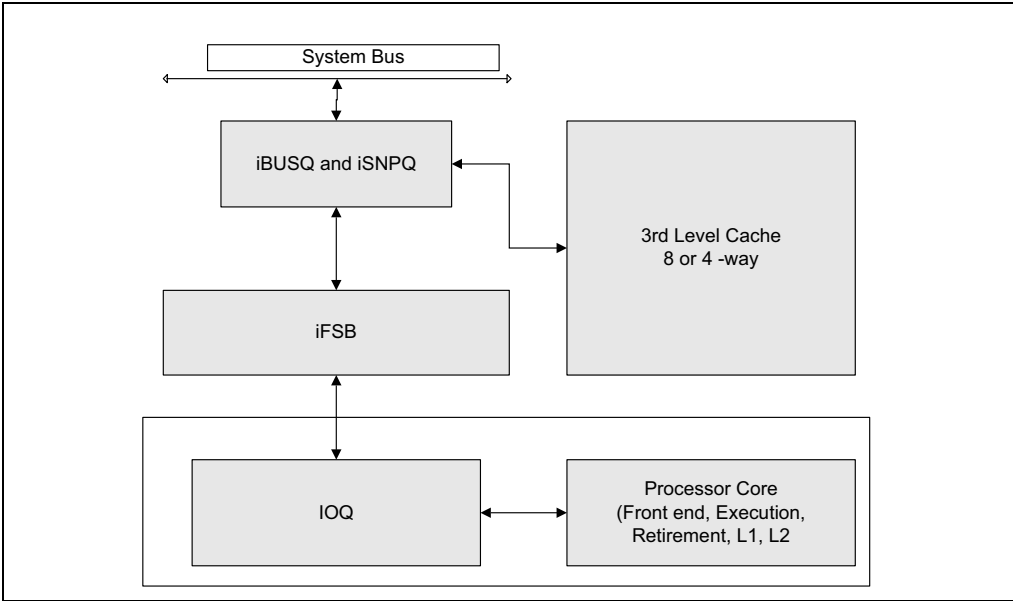 System Bus
iBUSQ and iSNPQ
3rd Level Cache
8 or 4 -way
iFSB
IOQ
Processor Core
(Front end, Execution,
Retirement, L1, L2